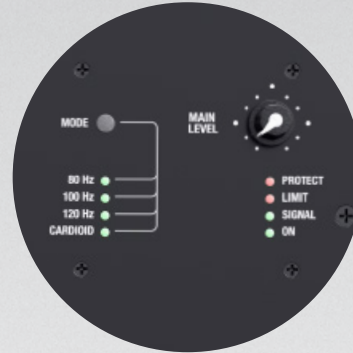 MODE
80 Hz
100 Hz
120 Hz
CARDIOID
MAIN
LEVEL
PROTECT
LIMIT
SIGNAL
ON